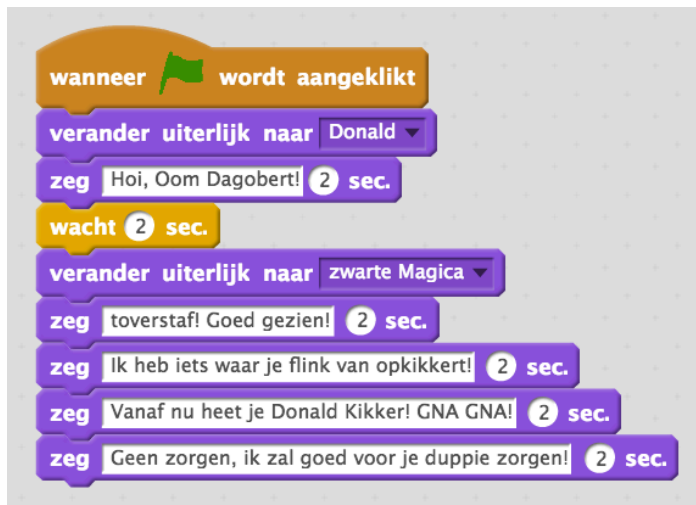 wanneer wordt aangeklikt
verander uiterlijk naar Donald
zeg Hoi, Oom Dagobert! 2 sec.
wacht 2 sec.
verander uiterlijk naar zwarte Magica
zeg toverstaf! Goed gezien! 2 sec.
zeg Ik heb iets waar je flink van opkikkert! 2 sec.
zeg Vanaf nu heet je Donald Kikker! GNA GNA! 2 sec.
zeg Geen zorgen, ik zal goed voor je duppie zorgen! 2 sec.